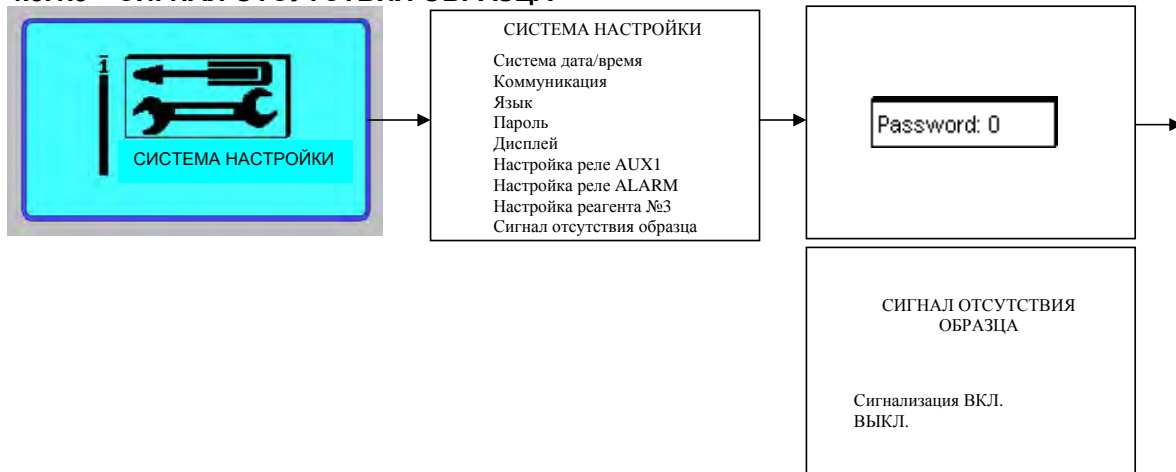 1
СИСТЕМА НАСТРОЙКИ
СИСТЕМА НАСТРОЙКИ
Система дата/время
Коммуникация
Язык
Пароль
Дисплей
Настройка реле AUX1
Настройка реле ALARM
Настройка реагента №3
Сигнал отсутствия образца
Password: 0
СИГНАЛ ОТСУТСТВИЯ
ОБРАЗЦА
Сигнализация ВКЛ.
ВЫКЛ.